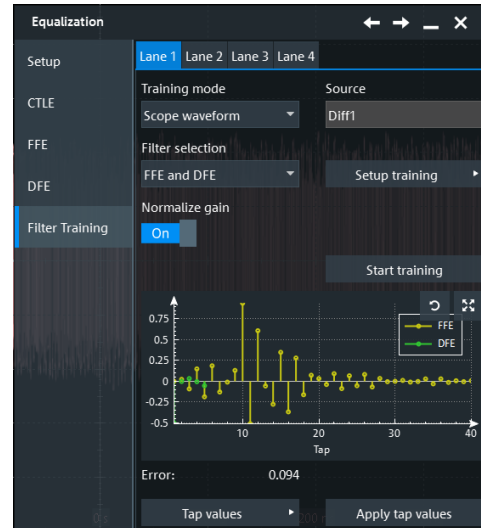 Equalization
Setup
CTLE
FFE
DFE
Filter Training
Lane 1 Lane 2 Lane 3 Lane 4
Training mode
Source
Scope waveform
Diff1
Filter selection
FFE and DFE
Setup training
Normalize gain
On
Start training
0.75
0.5
0.25
0
-0.25
-0.5
10 20 30 40
Tap
FFE
DFE
Error: 0.094
Tap values
Apply tap values